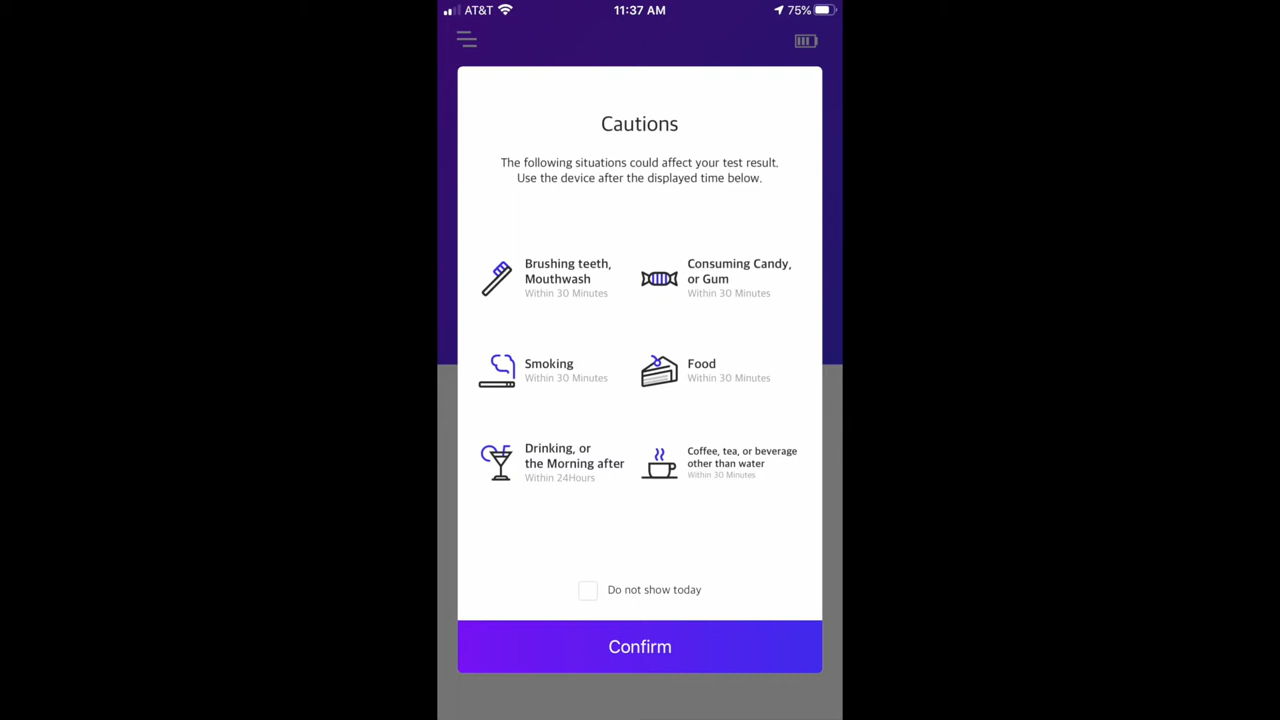 AT&T
11:37 AM
75%
Cautions
The following situations could affect your test result.
Use the device after the displayed time below.
Brushing teeth,
Mouthwash
Within 30 Minutes
Consuming Candy,
or Gum
Within 30 Minutes
Smoking
Within 30 Minutes
Food
Within 30 Minutes
Drinking, or
the Morning after
Within 24Hours
Coffee, tea, or beverage
other than water
Within 30 Minutes
Do not show today
Confirm